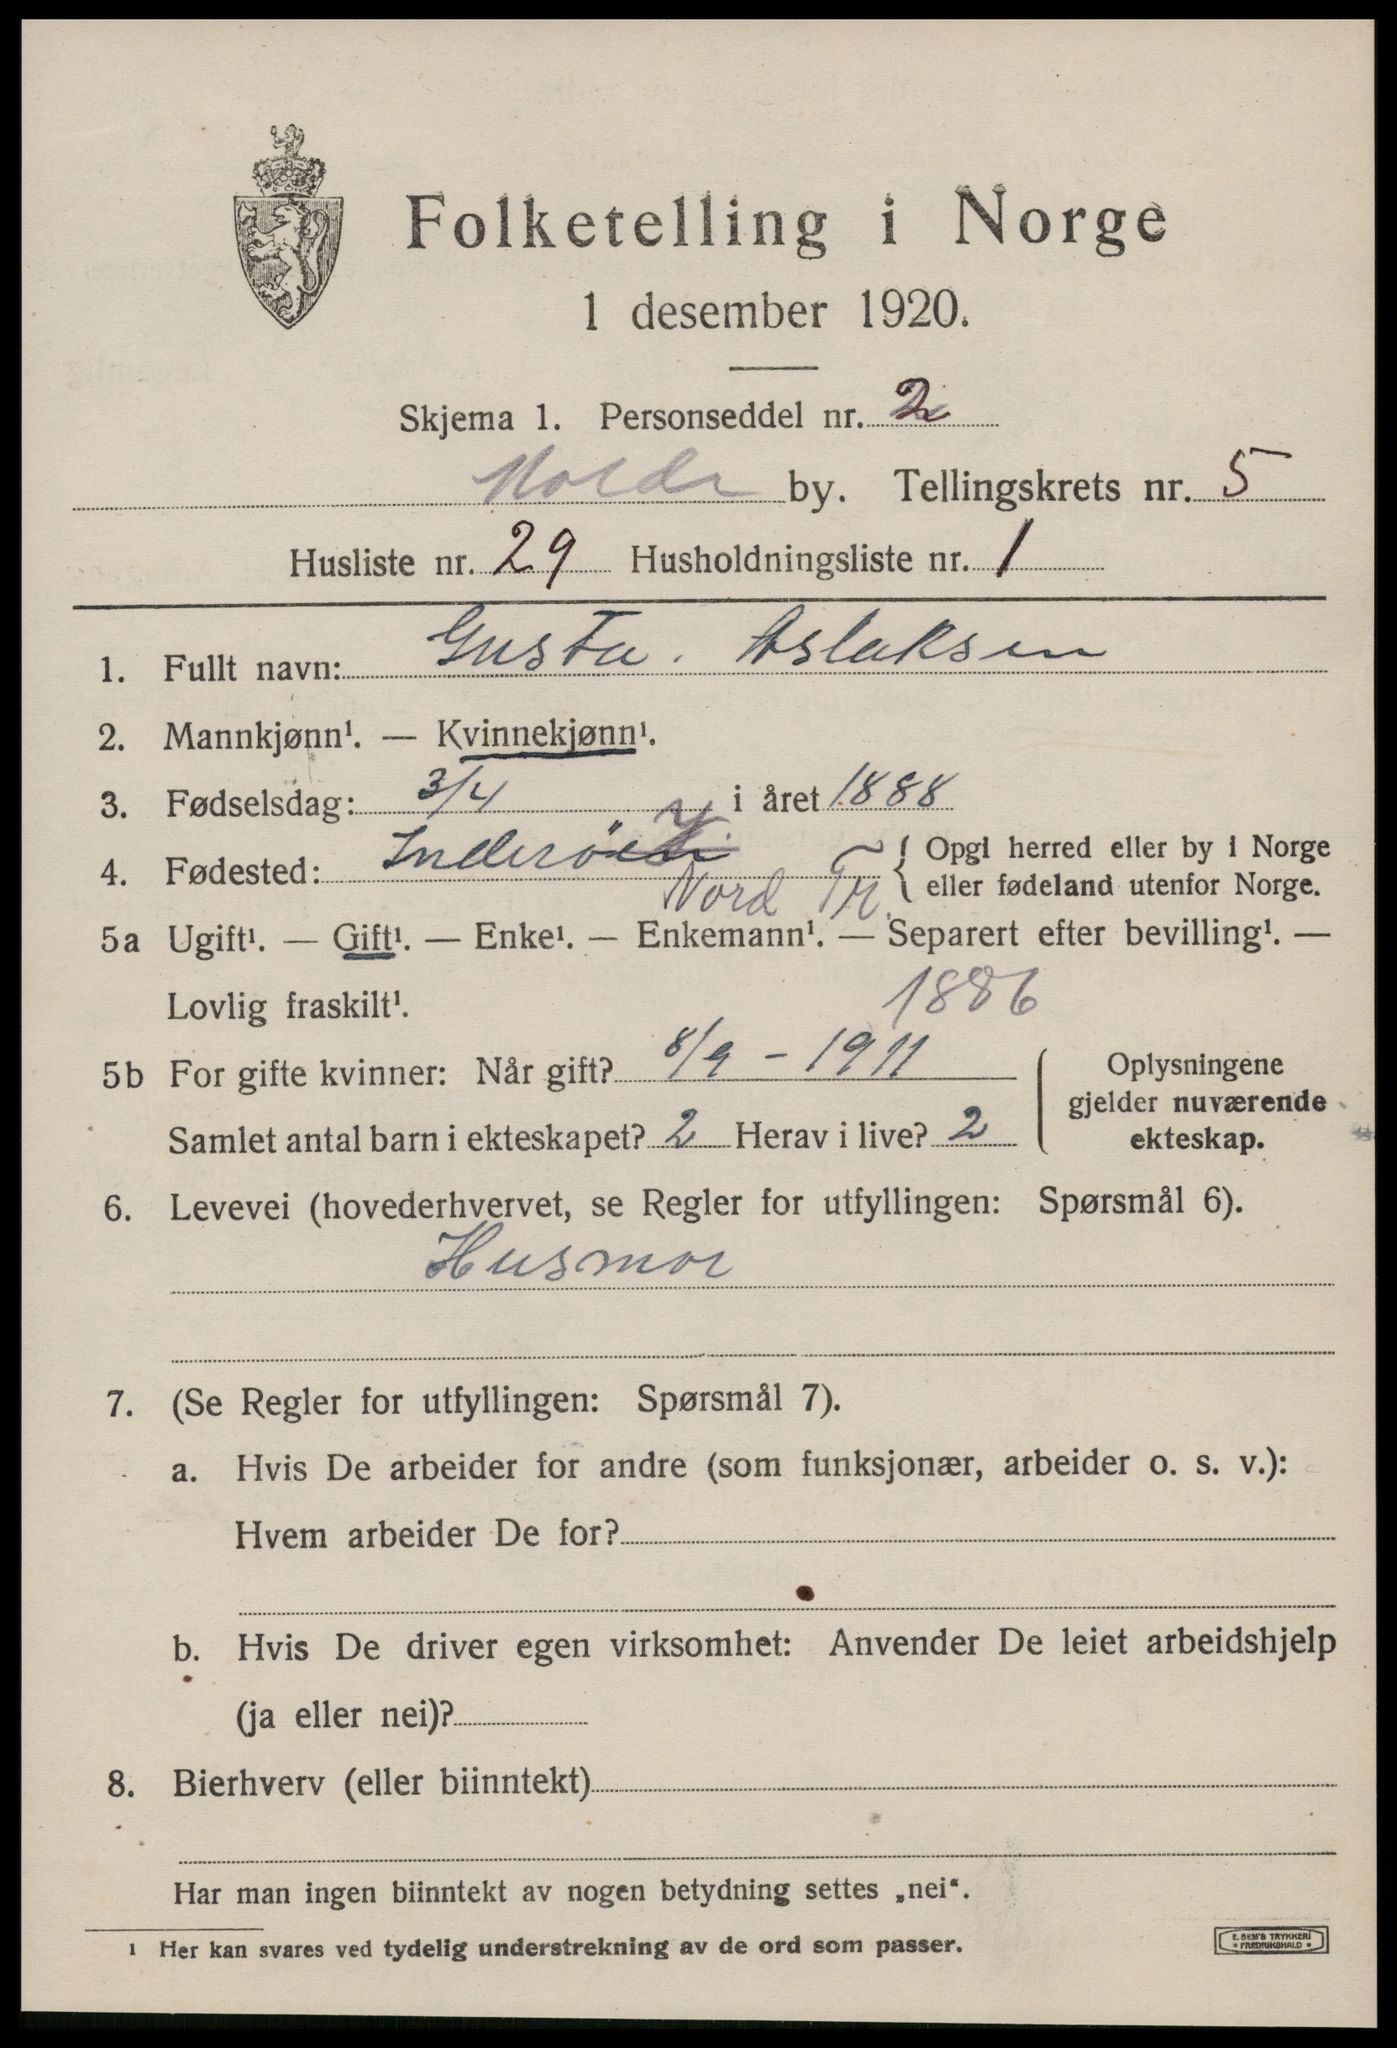 Folketelling i Norge
1 desember 1920.
Skjema 1. Personseddel nr. 2
Molde by. Tellingskrets nr. 5
Husliste nr. 29 Husholdningsliste nr. 1
1. Fullt navn: Gusta. Aslaksen
2. Mannkjønn¹. — Kvinnekjønn¹.
3. Fødselsdag: 3/4 i året 1888
4. Fødested: Inderöen y. { Opgi herred eller by i Norge
Nord Tr. eller fødeland utenfor Norge.
5a Ugift¹. — Gift¹. — Enke¹. — Enkemann¹. — Separert efter bevilling¹. —
Lovlig fraskilt¹. 1886
5b For gifte kvinner: Når gift? 8/9 - 1911
Samlet antal barn i ekteskapet? 2 Herav i live? 2
Oplysningene
gjelder nuværende
ekteskap.
6. Levevei (hovederhvervet, se Regler for utfyllingen: Spørsmål 6).
Husmor
7. (Se Regler for utfyllingen: Spørsmål 7).
a. Hvis De arbeider for andre (som funksjonær, arbeider o. s. v.):
Hvem arbeider De for?
b. Hvis De driver egen virksomhet: Anvender De leiet arbeidshjelp
(ja eller nei)?
8. Bierhverv (eller biinntekt)
Har man ingen biinntekt av nogen betydning settes „nei“.
¹ Her kan svares ved tydelig understrekning av de ord som passer.
E. SEM'S TRYKKERI
• FREDRIKSHALD •